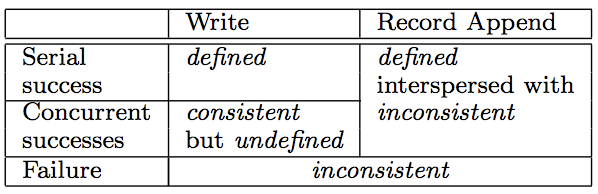 Write Record Append
Serial defined defined
success interspersed with
Concurrent consistent inconsistent
successes but undefined
Failure inconsistent